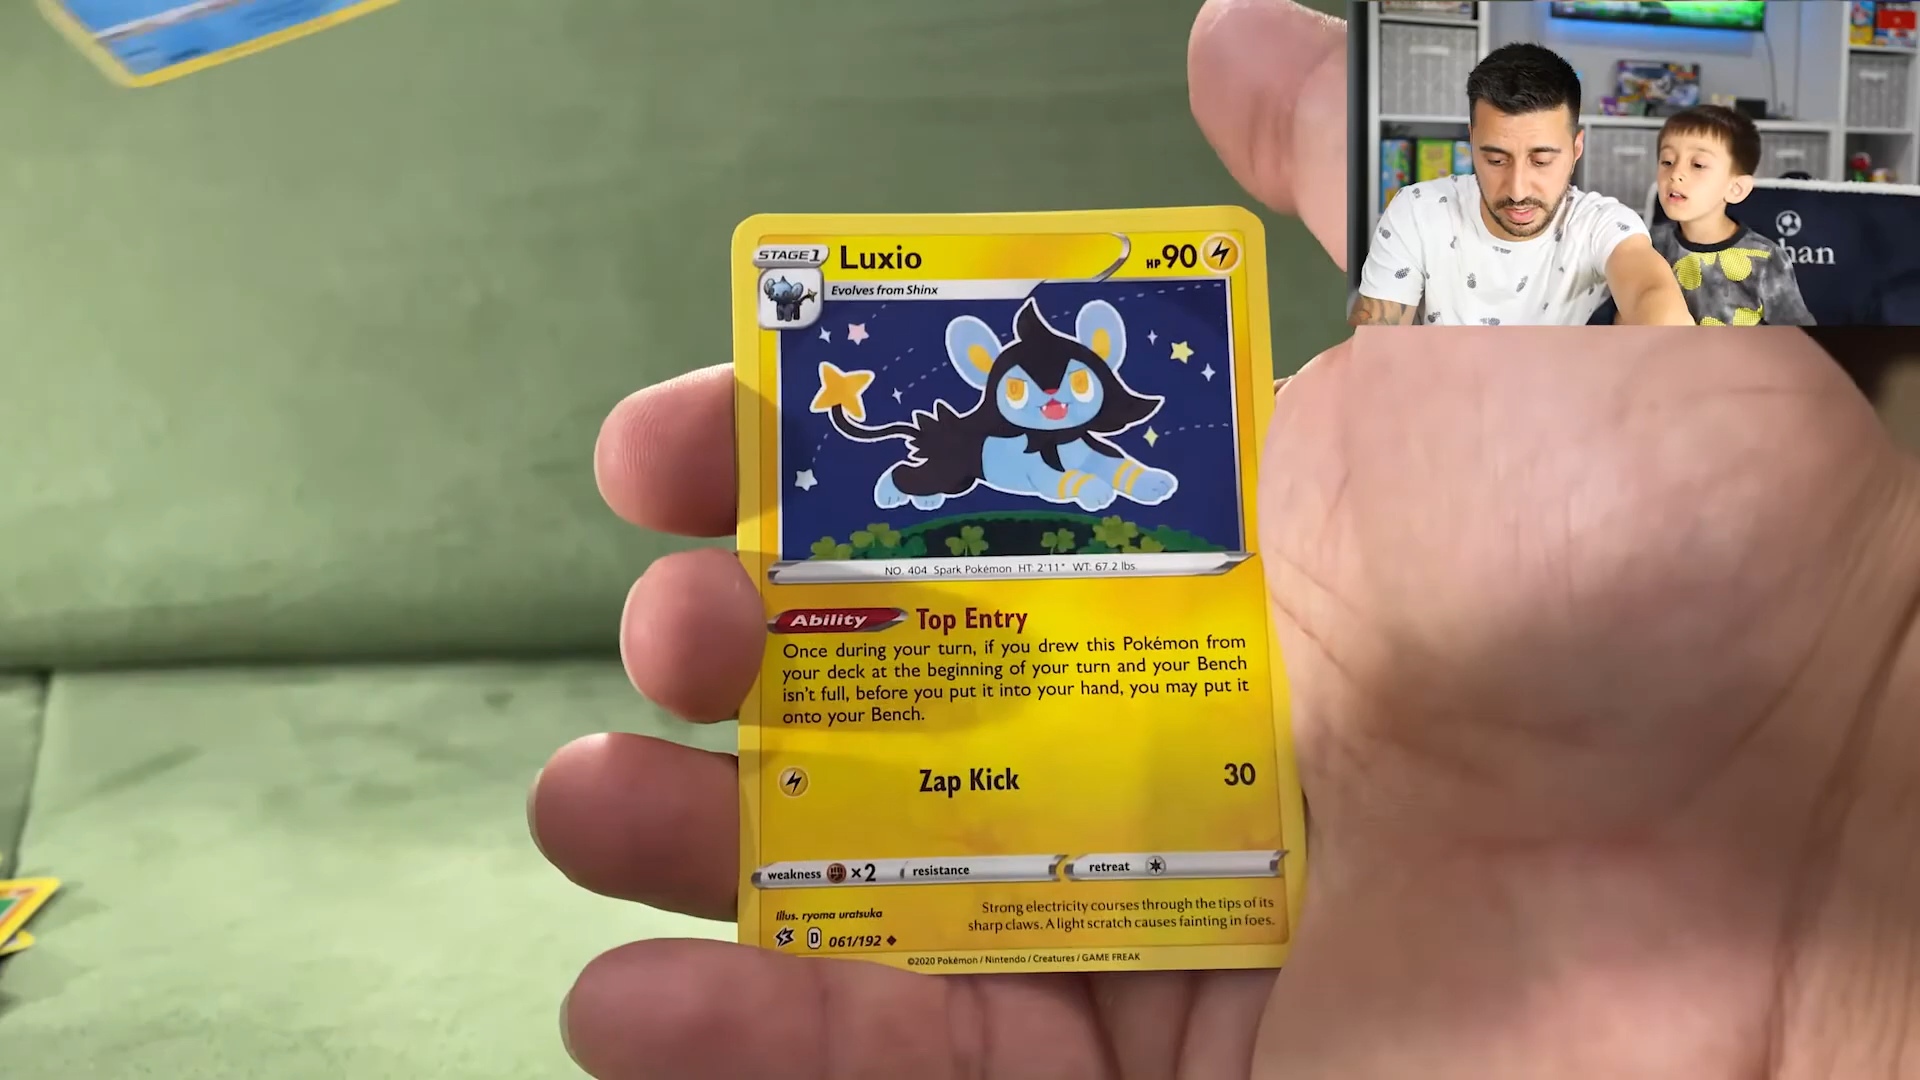 STAGE 1
Luxio
HP 90
Evolves from Shinx
NO. 404 Spark Pokémon HT: 2'11" WT: 67.2 lbs.
Ability Top Entry
Once during your turn, if you drew this Pokémon from
your deck at the beginning of your turn and your Bench
isn't full, before you put it into your hand, you may put it
onto your Bench.
Zap Kick 30
weakness ×2 resistance retreat
Illus. ryoma uratsuka
Strong electricity courses through the tips of its
sharp claws. A light scratch causes fainting in foes.
D 061/192
©2020 Pokémon / Nintendo / Creatures / GAME FREAK
han